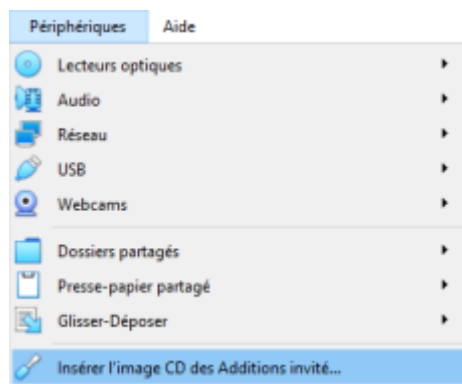 Périphériques Aide
Lecteurs optiques
Audio
Réseau
USB
Webcams
Dossiers partagés
Presse-papier partagé
Glisser-Déposer
Insérer l'image CD des Additions invité...